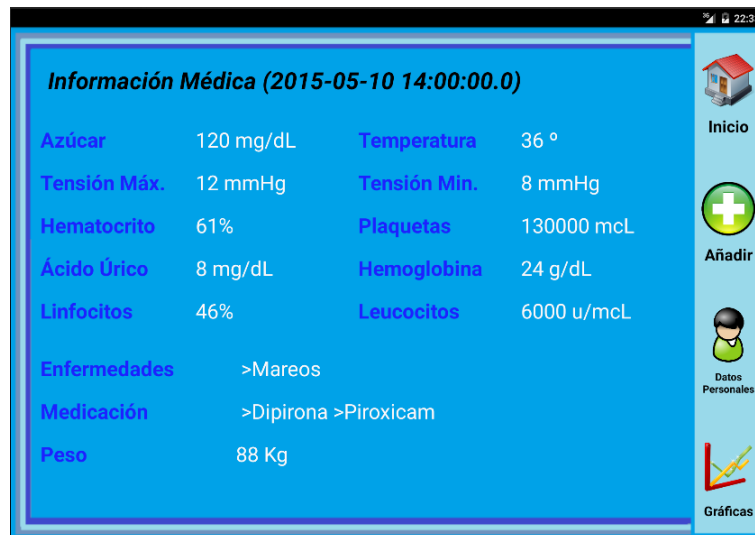 22:3
Información Médica (2015-05-10 14:00:00.0)
Azúcar 120 mg/dL Temperatura 36 º
Tensión Máx. 12 mmHg Tensión Min. 8 mmHg
Hematocrito 61% Plaquetas 130000 mcL
Ácido Úrico 8 mg/dL Hemoglobina 24 g/dL
Linfocitos 46% Leucocitos 6000 u/mcL
Enfermedades >Mareos
Medicación >Dipirona >Piroxicam
Peso 88 Kg
Inicio
Añadir
Datos
Personales
Gráficas